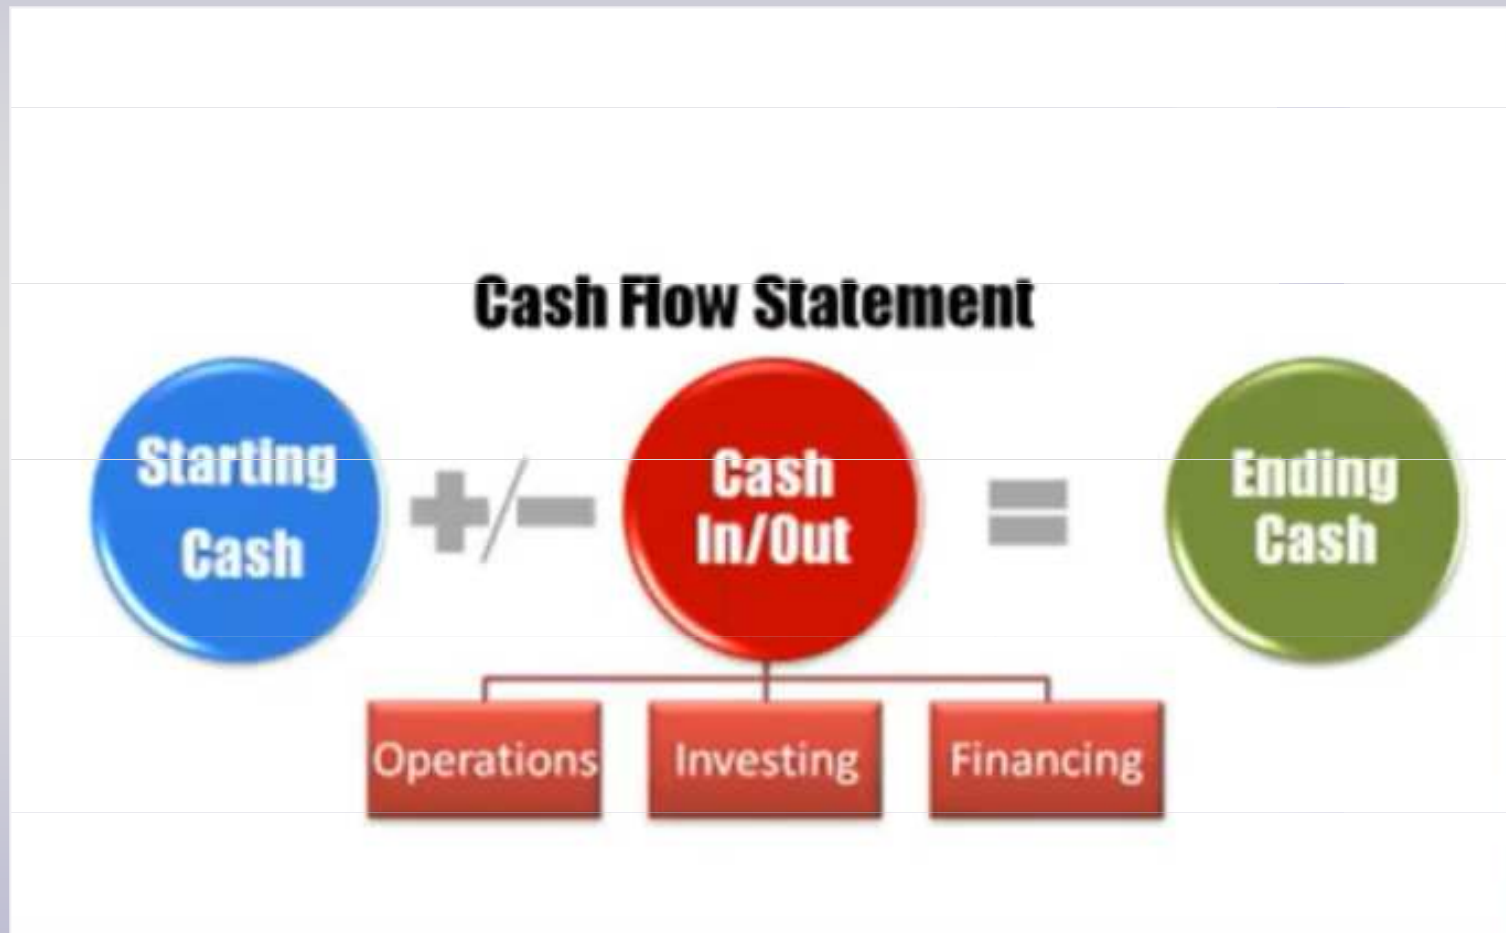 Cash Flow Statement
Starting
Cash
+/-
Cash
In/Out
=
Ending
Cash
Operations
Investing
Financing